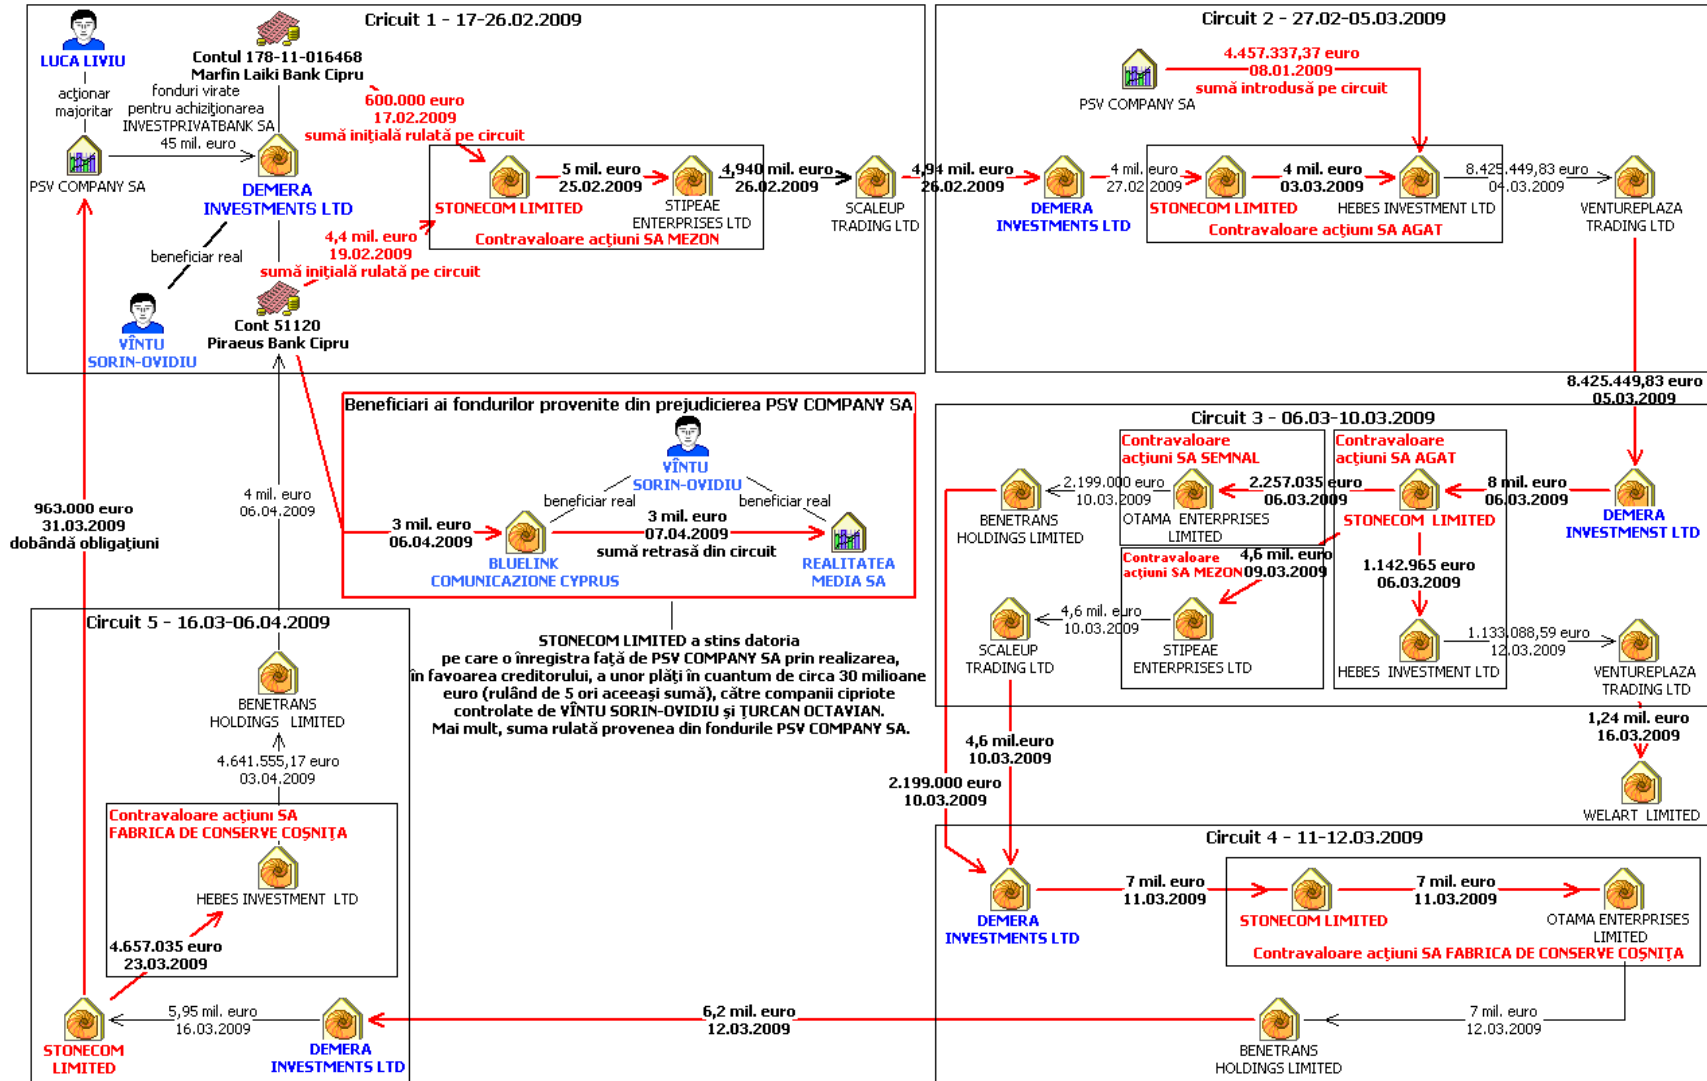 Cricuit 1 - 17-26.02.2009
LUCA LIVIU
acționar
majoritar
PSV COMPANY SA
Contul 178-11-016468
Marfin Laiki Bank Cipru
fonduri virate
pentru achiziționarea
INVESTPRIVATBANK SA
45 mil. euro
DEMERA
INVESTMENTS LTD
beneficiar real
VÎNTU
SORIN-OVIDIU
Cont 51120
Piraeus Bank Cipru
600.000 euro
17.02.2009
sumă inițială rulată pe circuit
4,4 mil. euro
19.02.2009
sumă inițială rulată pe circuit
STONECOM LIMITED
5 mil. euro
25.02.2009
STIPEAE
ENTERPRISES LTD
Contravaloare acțiuni SA MEZON
4,940 mil. euro
26.02.2009
SCALEUP
TRADING LTD
4,94 mil. euro
26.02.2009
Circuit 2 - 27.02-05.03.2009
PSV COMPANY SA
4.457.337,37 euro
08.01.2009
sumă introdusă pe circuit
DEMERA
INVESTMENTS LTD
4 mil. euro
27.02.2009
STONECOM LIMITED
4 mil. euro
03.03.2009
HEBES INVESTMENT LTD
Contravaloare acțiuni SA AGAT
8.425.449,83 euro
04.03.2009
VENTUREPLAZA
TRADING LTD
8.425.449,83 euro
05.03.2009
Beneficiari ai fondurilor provenite din prejudicierea PSV COMPANY SA
VÎNTU
SORIN-OVIDIU
beneficiar real
beneficiar real
3 mil. euro
06.04.2009
BLUELINK
COMUNICAZIONE CYPRUS
3 mil. euro
07.04.2009
sumă retrasă din circuit
REALITATEA
MEDIA SA
STONECOM LIMITED a stins datoria
pe care o înregistra față de PSV COMPANY SA prin realizarea,
în favoarea creditorului, a unor plăți în cuantum de circa 30 milioane
euro (rulând de 5 ori aceeași sumă), către companii cipriote
controlate de VÎNTU SORIN-OVIDIU și ȚURCAN OCTAVIAN.
Mai mult, suma rulată provenea din fondurile PSV COMPANY SA.
Circuit 3 - 06.03-10.03.2009
Contravaloare
acțiuni SA SEMNAL
Contravaloare
acțiuni SA AGAT
DEMERA
INVESTMENST LTD
8 mil. euro
06.03.2009
STONECOM LIMITED
2.257.035 euro
06.03.2009
OTAMA ENTERPRISES
LIMITED
2.199.000 euro
10.03.2009
BENETRANS
HOLDINGS LIMITED
Contravaloare
acțiuni SA MEZON
4,6 mil. euro
09.03.2009
STIPEAE
ENTERPRISES LTD
4,6 mil. euro
10.03.2009
SCALEUP
TRADING LTD
1.142.965 euro
06.03.2009
HEBES INVESTMENT LTD
1.133.088,59 euro
12.03.2009
VENTUREPLAZA
TRADING LTD
1,24 mil. euro
16.03.2009
WELART LIMITED
4,6 mil.euro
10.03.2009
2.199.000 euro
10.03.2009
Circuit 4 - 11-12.03.2009
DEMERA
INVESTMENTS LTD
7 mil. euro
11.03.2009
STONECOM LIMITED
7 mil. euro
11.03.2009
OTAMA ENTERPRISES
LIMITED
Contravaloare acțiuni SA FABRICA DE CONSERVE COȘNIȚA
7 mil. euro
12.03.2009
BENETRANS
HOLDINGS LIMITED
6,2 mil. euro
12.03.2009
Circuit 5 - 16.03-06.04.2009
DEMERA
INVESTMENTS LTD
5,95 mil. euro
16.03.2009
STONECOM
LIMITED
4.657.035 euro
23.03.2009
HEBES INVESTMENT LTD
Contravaloare acțiuni SA
FABRICA DE CONSERVE COȘNIȚA
4.641.555,17 euro
03.04.2009
BENETRANS
HOLDINGS LIMITED
4 mil. euro
06.04.2009
963.000 euro
31.03.2009
dobândă obligațiuni